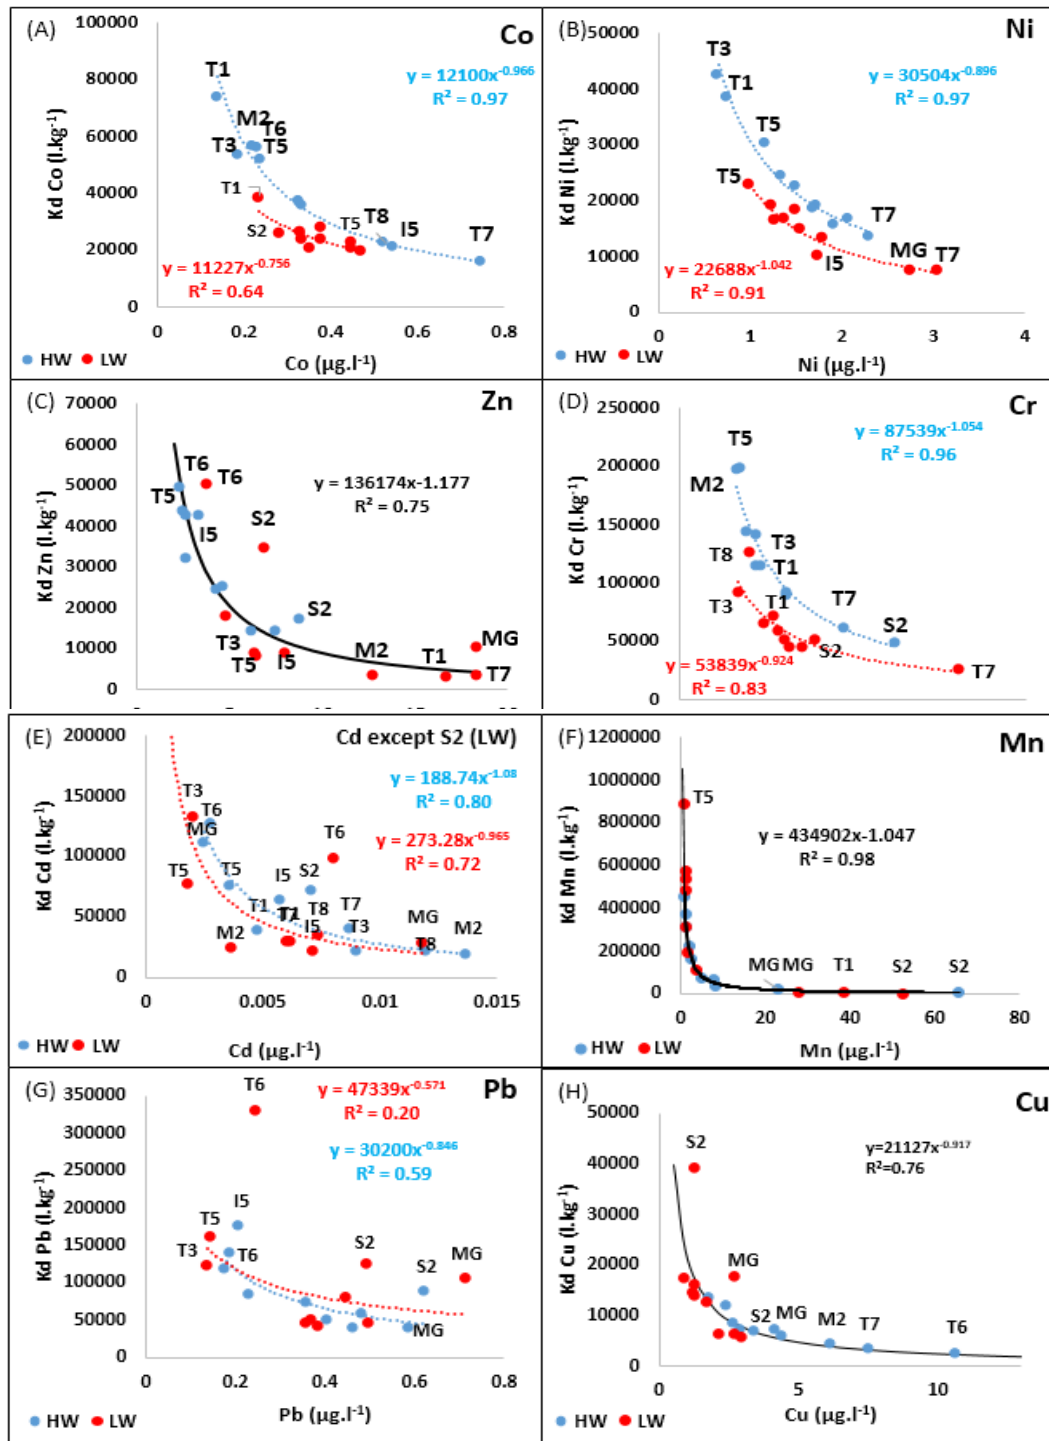 (A)
Co
100000
80000
60000
40000
20000
0
Kd Co (l.kg-1)
T1
M2
T6
T3
T5
T1
S2
T5
T8
I5
T7
y = 12100x-0.966
R² = 0.97
y = 11227x-0.756
R² = 0.64
0 0.2 0.4 0.6 0.8
HW LW
Co (µg.l-1)
(B)
Ni
50000
40000
30000
20000
10000
0
Kd Ni (l.kg-1)
T3
T1
T5
T5
T7
I5
MG
T7
y = 30504x-0.896
R² = 0.97
y = 22688x-1.042
R² = 0.91
0 1 2 3 4
HW LW
Ni (µg.l-1)
(C)
Zn
70000
60000
50000
40000
30000
20000
10000
0
Kd Zn (l.kg-1)
T6
T6
T5
S2
I5
S2
T3
T5
I5
M2
T1
MG
T7
y = 136174x-1.177
R² = 0.75
(D)
Cr
250000
200000
150000
100000
50000
0
Kd Cr (l.kg-1)
T5
M2
T8
T3
T3
T1
T1
T7
S2
S2
T7
y = 87539x-1.054
R² = 0.96
y = 53839x-0.924
R² = 0.83
(E)
Cd except S2 (LW)
200000
150000
100000
50000
0
Kd Cd (l.kg-1)
T3
T6
MG
T6
T5
T5
I5
S2
T1
T8
T7
M2
I5
T3
MG
T8
M2
y = 188.74x-1.08
R² = 0.80
y = 273.28x-0.965
R² = 0.72
0 0.005 0.01 0.015
HW LW
Cd (µg.l-1)
(F)
Mn
1200000
1000000
800000
600000
400000
200000
0
Kd Mn (l.kg-1)
T5
y = 434902x-1.047
R² = 0.98
MG MG T1 S2 S2
0 20 40 60 80
HW LW
Mn (µg.l-1)
(G)
Pb
350000
300000
250000
200000
150000
100000
50000
0
Kd Pb (l.kg-1)
T6
I5
T5
T3
T6
S2
S2
MG
MG
y = 47339x-0.571
R² = 0.20
y = 30200x-0.846
R² = 0.59
0 0.2 0.4 0.6 0.8
HW LW
Pb (µg.l-1)
(H)
Cu
50000
40000
30000
20000
10000
0
Kd Cu (l.kg-1)
S2
MG
S2 MG M2 T7 T6
y=21127x-0.917
R²=0.76
0 5 10
HW LW
Cu (µg.l-1)